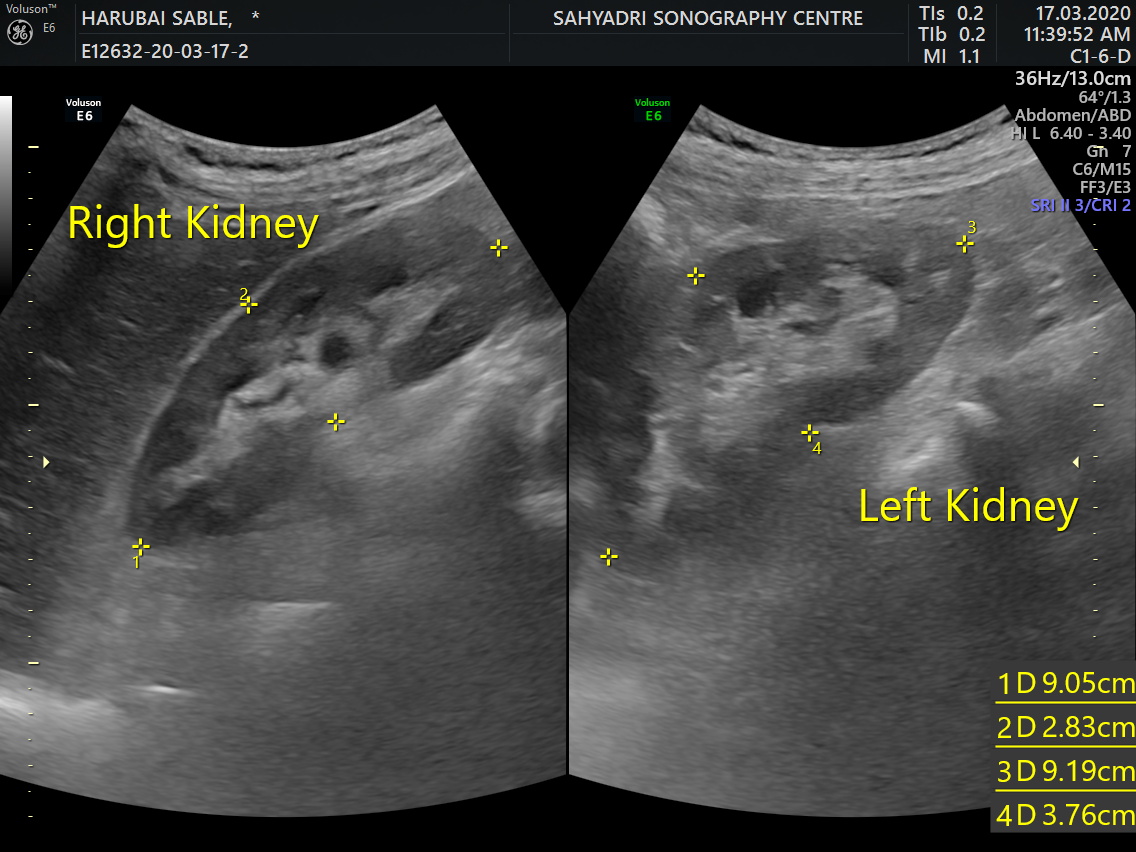 Voluson™
E6
HARUBAI SABLE, *
E12632-20-03-17-2
SAHYADRI SONOGRAPHY CENTRE
TIs 0.2
TIb 0.2
MI 1.1
17.03.2020
11:39:52 AM
C1-6-D
36Hz/13.0cm
64°/1.3
Abdomen/ABD
HI L 6.40 - 3.40
Gn 7
C6/M15
FF3/E3
SRI II 3/CRI 2
Voluson
E6
Voluson
E6
Right Kidney
2
1
3
4
Left Kidney
1 D 9.05cm
2 D 2.83cm
3 D 9.19cm
4 D 3.76cm